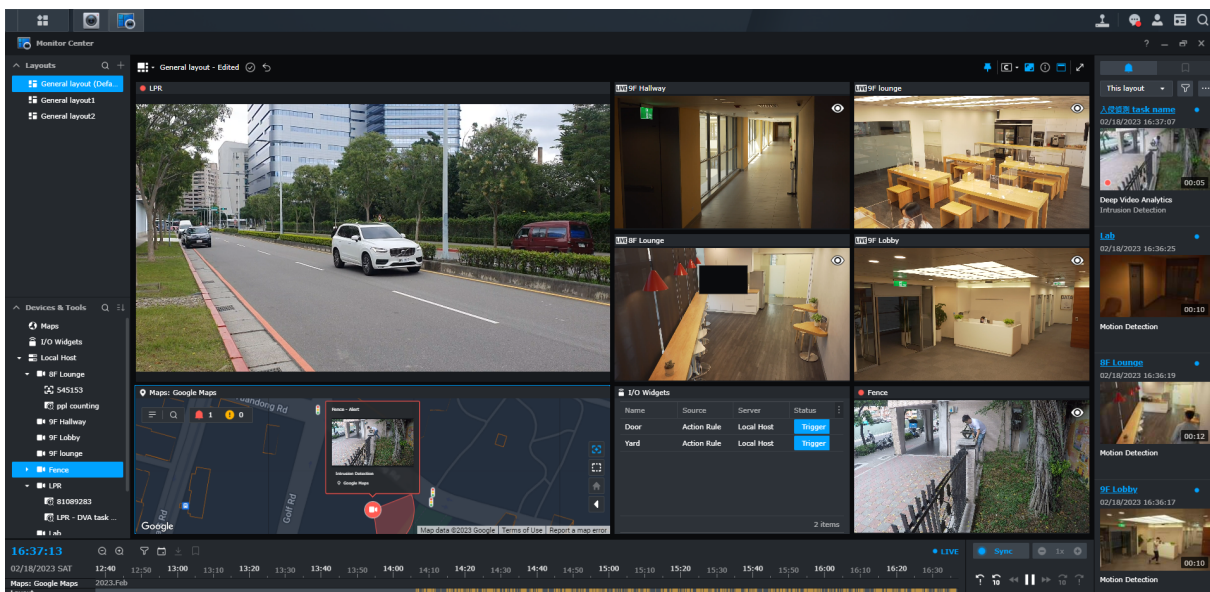 Monitor Center
?
Layouts
General layout (Defa...
General layout1
General layout2
General layout - Edited
C
This layout
LPR
LIVE 9F Hallway
LIVE 9F lounge
LIVE 8F Lounge
LIVE 9F Lobby
人侵偵測 task name
02/18/2023 16:37:07
00:05
Deep Video Analytics
Intrusion Detection
Lab
02/18/2023 16:36:25
00:10
Motion Detection
8F Lounge
02/18/2023 16:36:19
00:12
Motion Detection
9F Lobby
02/18/2023 16:36:17
00:10
Motion Detection
Devices & Tools
Maps
I/O Widgets
Local Host
8F Lounge
545153
ppl counting
9F Hallway
9F Lobby
9F lounge
Fence
LPR
81089283
LPR - DVA task ...
Lab
Maps: Google Maps
1
0
Fence - Alert
Intrusion Detection
Google Maps
Golf Rd
Rd
Google
Map data ©2023 Google
Terms of Use
Report a map error
I/O Widgets
Name Source Server Status
Door Action Rule Local Host Trigger
Yard Action Rule Local Host Trigger
2 items
Fence
16:37:13
LIVE
Sync
1x
02/18/2023 SAT
12:40 12:50 13:00 13:10 13:20 13:30 13:40 13:50 14:00 14:10 14:20 14:30 14:40 14:50 15:00 15:10 15:20 15:30 15:40 15:50 16:00 16:10 16:20 16:30
10 10
Maps: Google Maps
2023.Feb